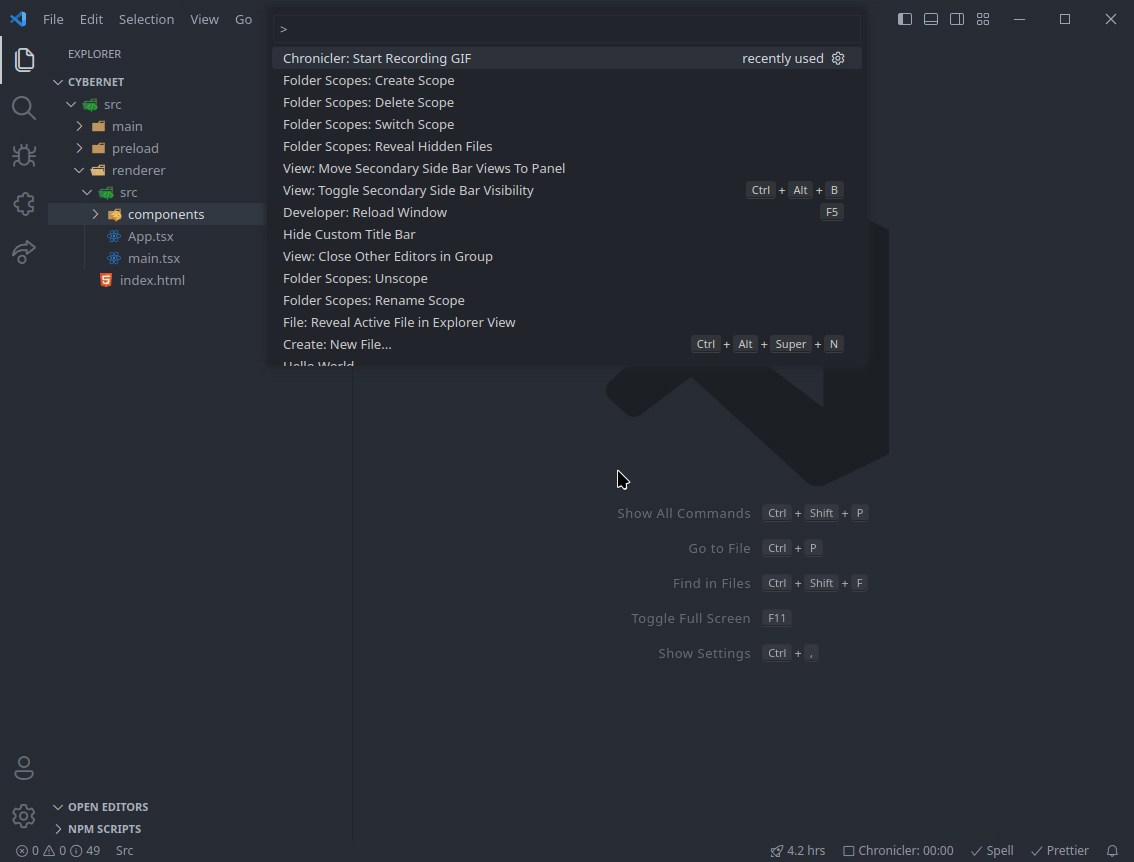 File Edit Selection View Go
>
EXPLORER
CYBERNET
src
main
preload
renderer
src
components
App.tsx
main.tsx
index.html
Chronicler: Start Recording GIF recently used
Folder Scopes: Create Scope
Folder Scopes: Delete Scope
Folder Scopes: Switch Scope
Folder Scopes: Reveal Hidden Files
View: Move Secondary Side Bar Views To Panel
View: Toggle Secondary Side Bar Visibility Ctrl + Alt + B
Developer: Reload Window F5
Hide Custom Title Bar
View: Close Other Editors in Group
Folder Scopes: Unscope
Folder Scopes: Rename Scope
File: Reveal Active File in Explorer View
Create: New File... Ctrl + Alt + Super + N
Hello World
Show All Commands Ctrl + Shift + P
Go to File Ctrl + P
Find in Files Ctrl + Shift + F
Toggle Full Screen F11
Show Settings Ctrl + ,
OPEN EDITORS
NPM SCRIPTS
0 0 49 Src 4.2 hrs Chronicler: 00:00 Spell Prettier